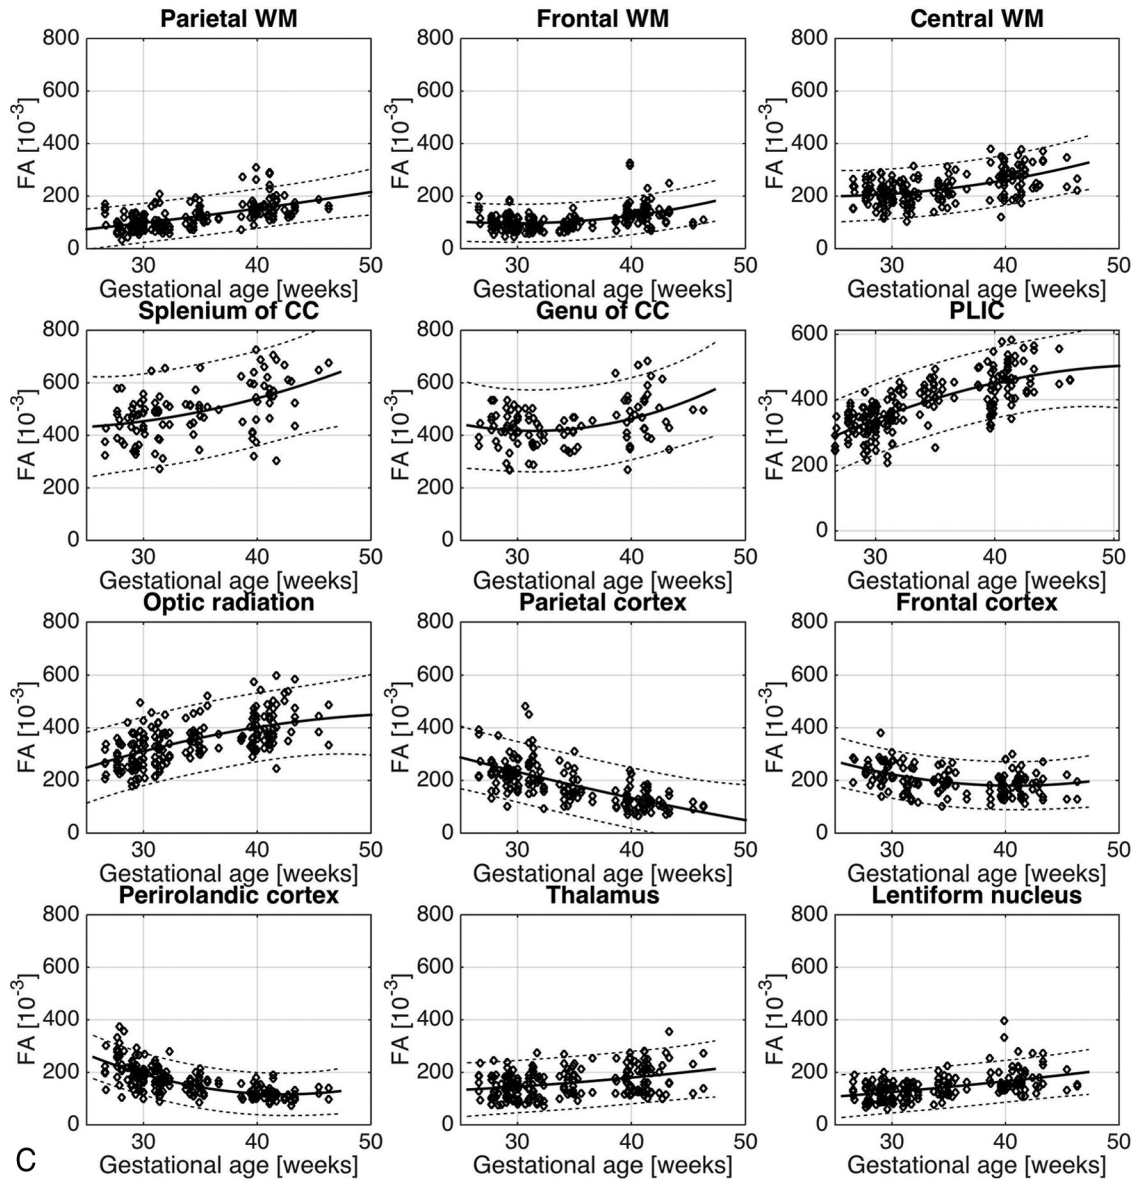 Parietal WM Frontal WM Central WM
800 800 800
600 600 600
400 400 400
200 200 200
0 0 0
FA [10⁻³] FA [10⁻³] FA [10⁻³]
30 40 50 30 40 50 30 40 50
Gestational age [weeks] Gestational age [weeks] Gestational age [weeks]
Splenium of CC Genu of CC PLIC
800 800 600
600 600 400
400 400 200
200 200 0
0 0
FA [10⁻³] FA [10⁻³] FA [10⁻³]
30 40 50 30 40 50 30 40 50
Gestational age [weeks] Gestational age [weeks] Gestational age [weeks]
Optic radiation Parietal cortex Frontal cortex
800 800 800
600 600 600
400 400 400
200 200 200
0 0 0
FA [10⁻³] FA [10⁻³] FA [10⁻³]
30 40 50 30 40 50 30 40 50
Gestational age [weeks] Gestational age [weeks] Gestational age [weeks]
Perirolandic cortex Thalamus Lentiform nucleus
800 800 800
600 600 600
400 400 400
200 200 200
0 0 0
FA [10⁻³] FA [10⁻³] FA [10⁻³]
30 40 50 30 40 50 30 40 50
C Gestational age [weeks] Gestational age [weeks] Gestational age [weeks]